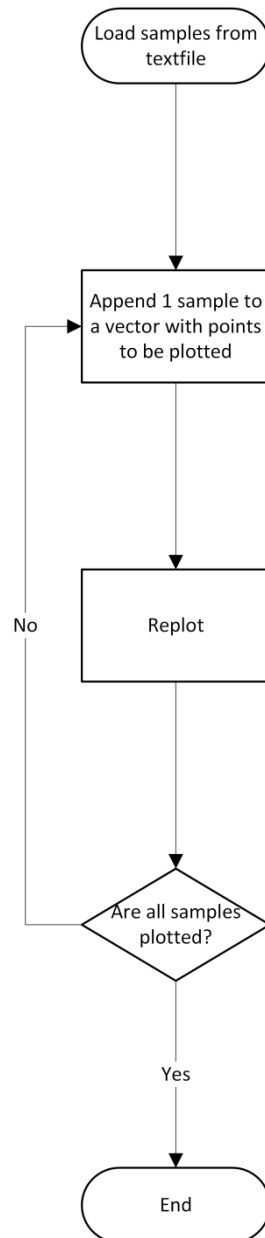 Load samples from
textfile
Append 1 sample to
a vector with points
to be plotted
No
Replot
Are all samples
plotted?
Yes
End